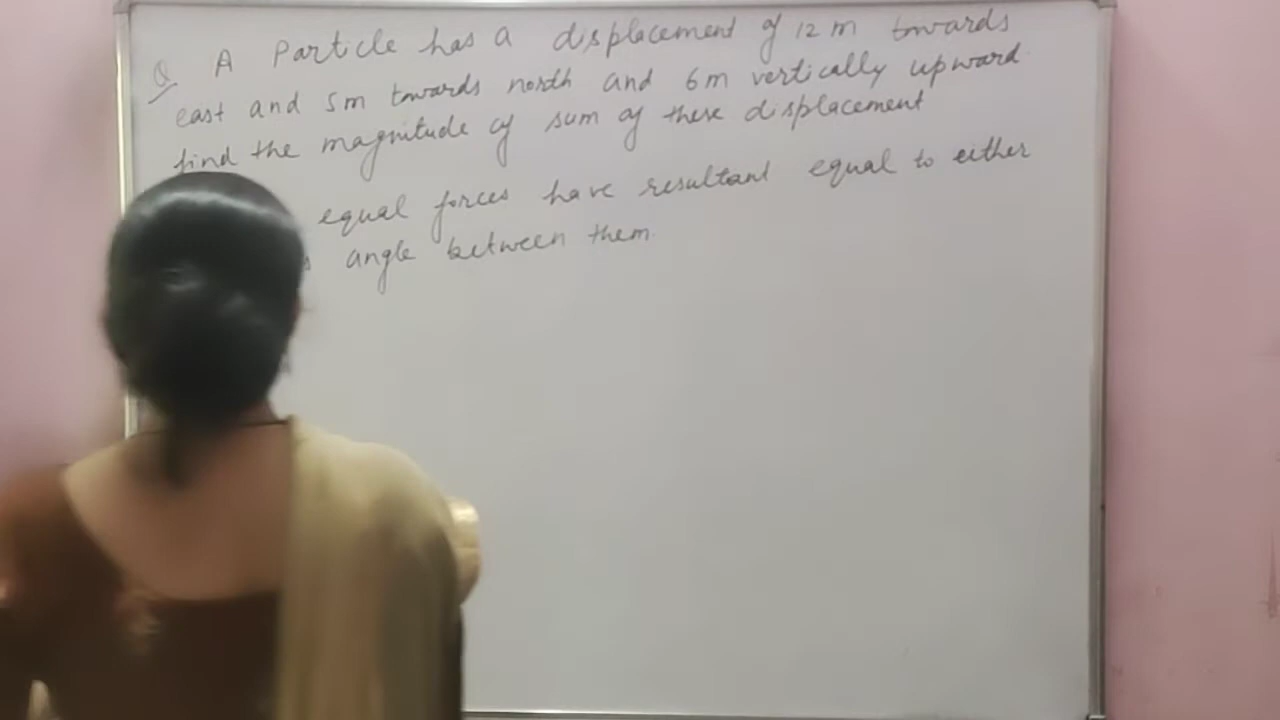 Q A Particle has a displacement of 12 m towards
east and 5m towards north and 6m vertically upward
find the magnitude of sum of these displacement
equal forces have resultant equal to either
angle between them.